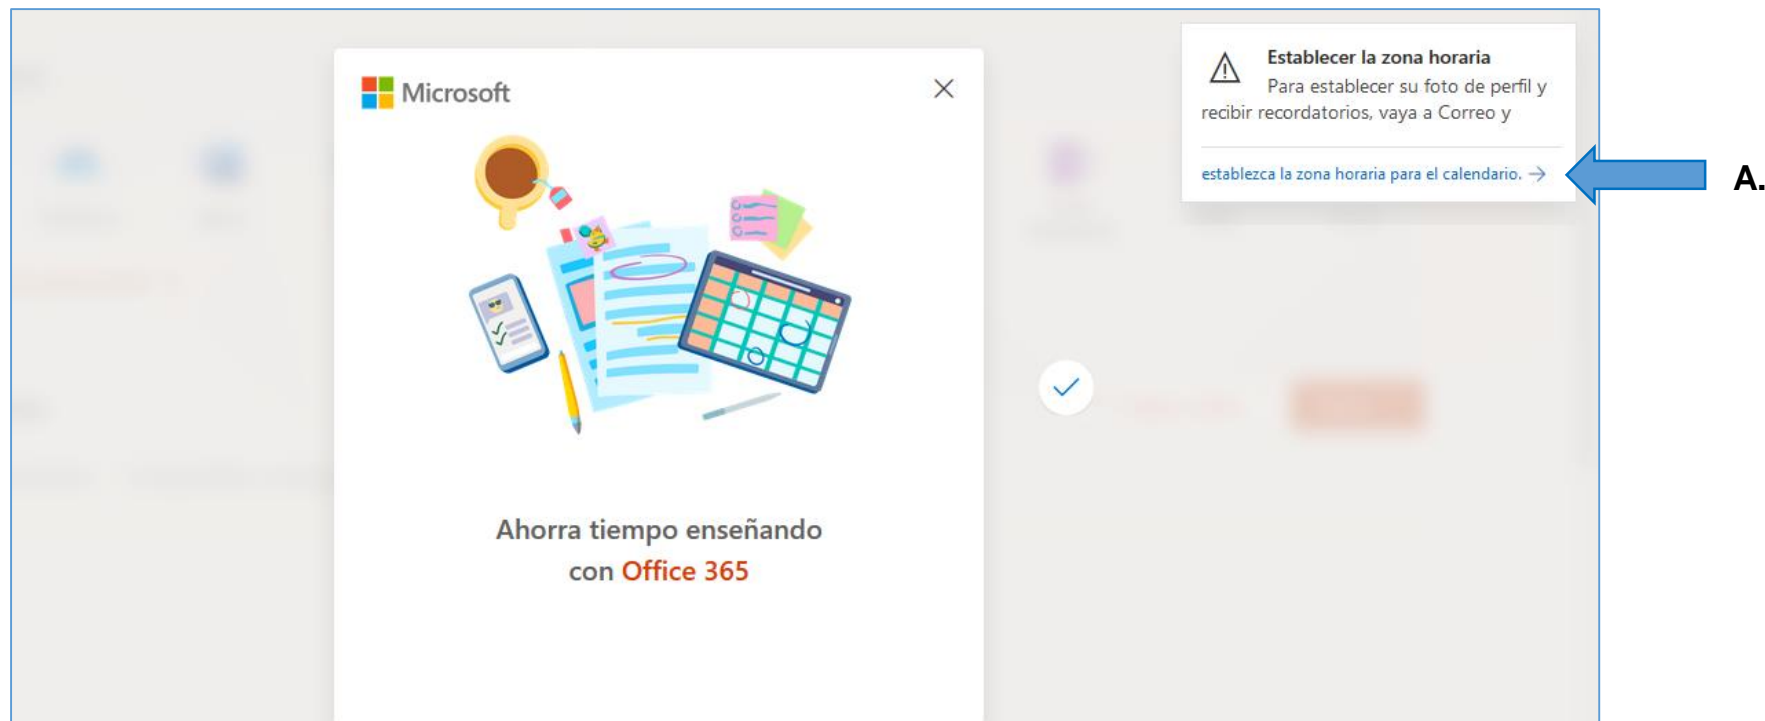 Microsoft
Ahorra tiempo enseñando
con Office 365
Establecer la zona horaria
Para establecer su foto de perfil y
recibir recordatorios, vaya a Correo y
establezca la zona horaria para el calendario. →
A.